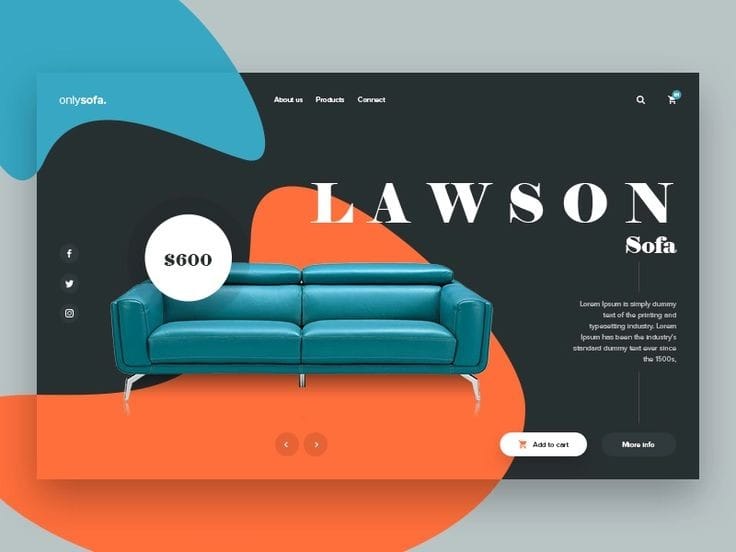 onlysofa.
About us Products Connect
01
LAWSON
Sofa
$600
Lorem Ipsum is simply dummy
text of the printing and
typesetting industry. Lorem
Ipsum has been the industry's
standard dummy text ever since
the 1500s,
Add to cart
More info